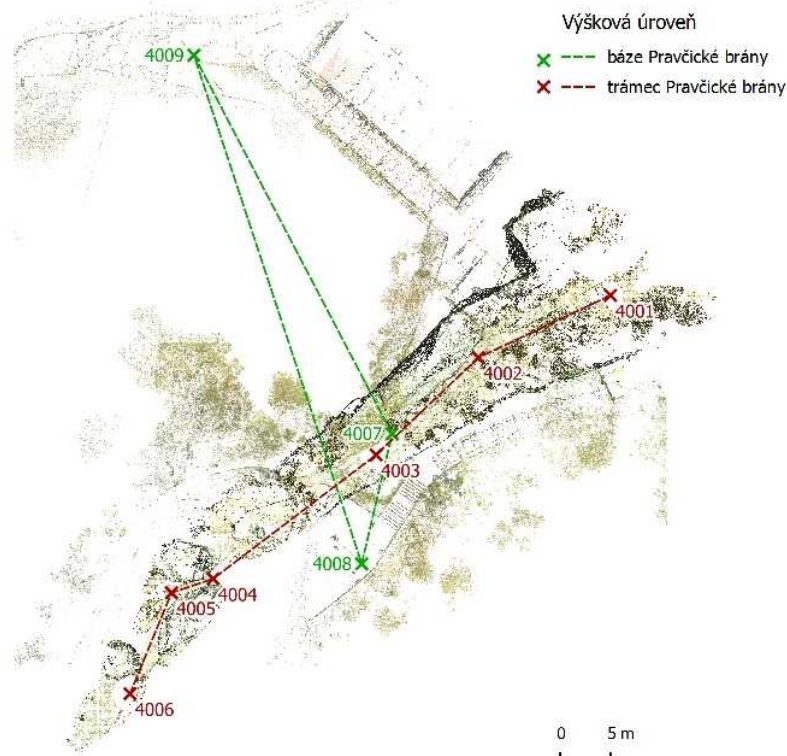 Výšková úroveň
báze Pravčické brány
trámec Pravčické brány
4009
4001
4002
4007
4003
4008
4004
4005
4006
0 5 m